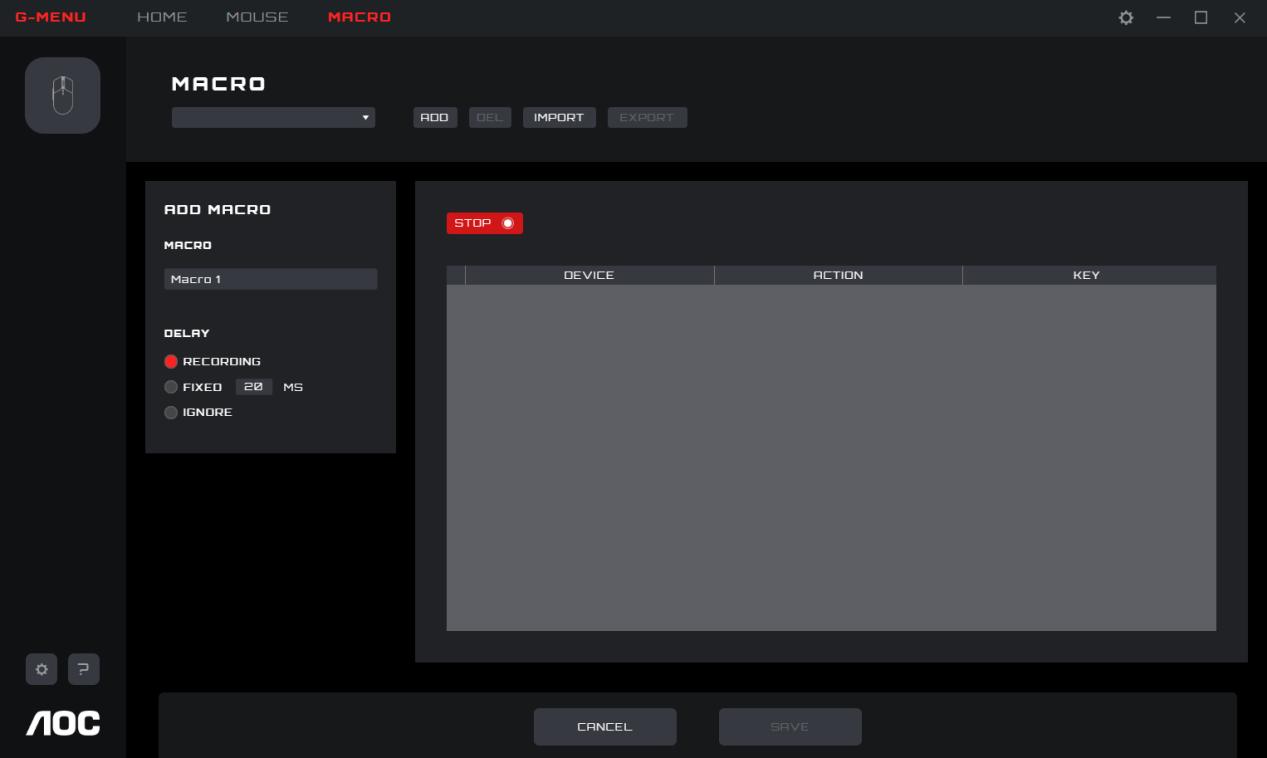 G-MENU HOME MOUSE MACRO
MACRO
ADD DEL IMPORT EXPORT
ADD MACRO
MACRO
Macro 1
DELAY
RECORDING
FIXED 20 MS
IGNORE
STOP
DEVICE ACTION KEY
?
AOC
CANCEL SAVE